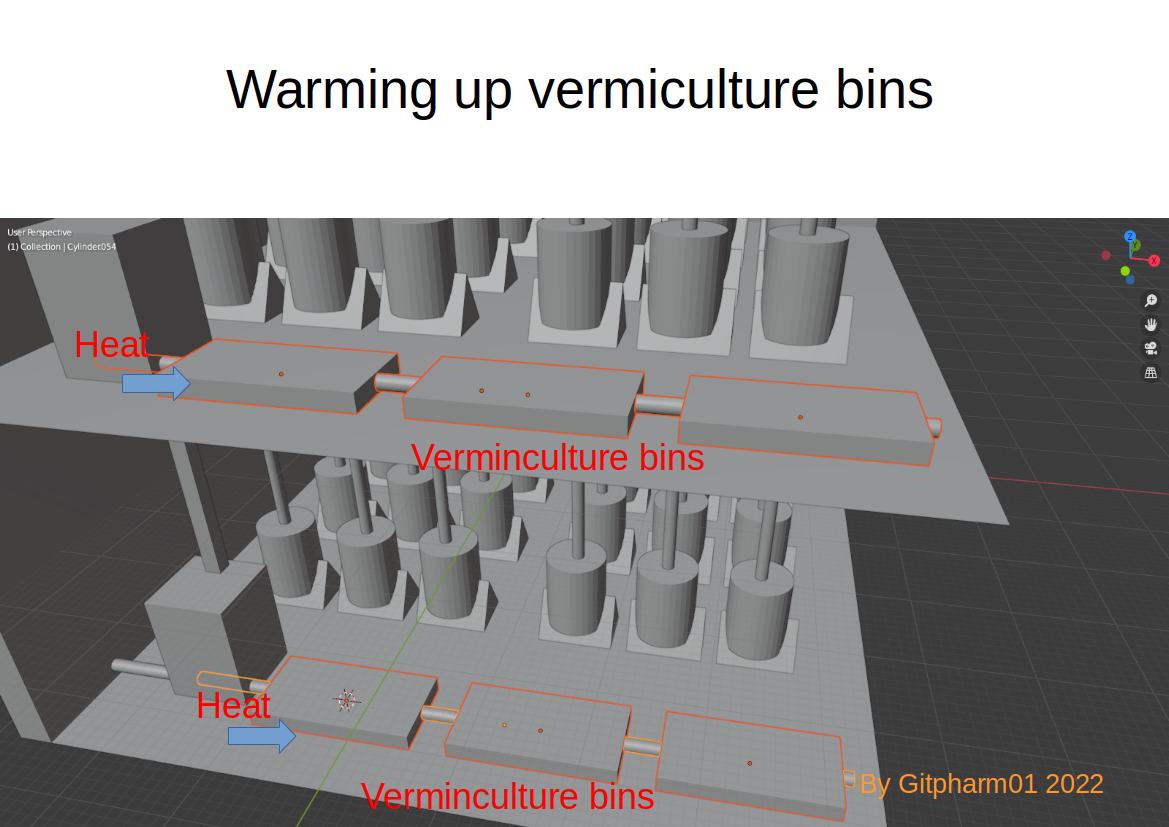 Warming up vermiculture bins
User Perspective
(1) Collection | Cylinder054
Z
Y
X
Heat
Verminculture bins
Heat
Verminculture bins
By Gitpharm01 2022